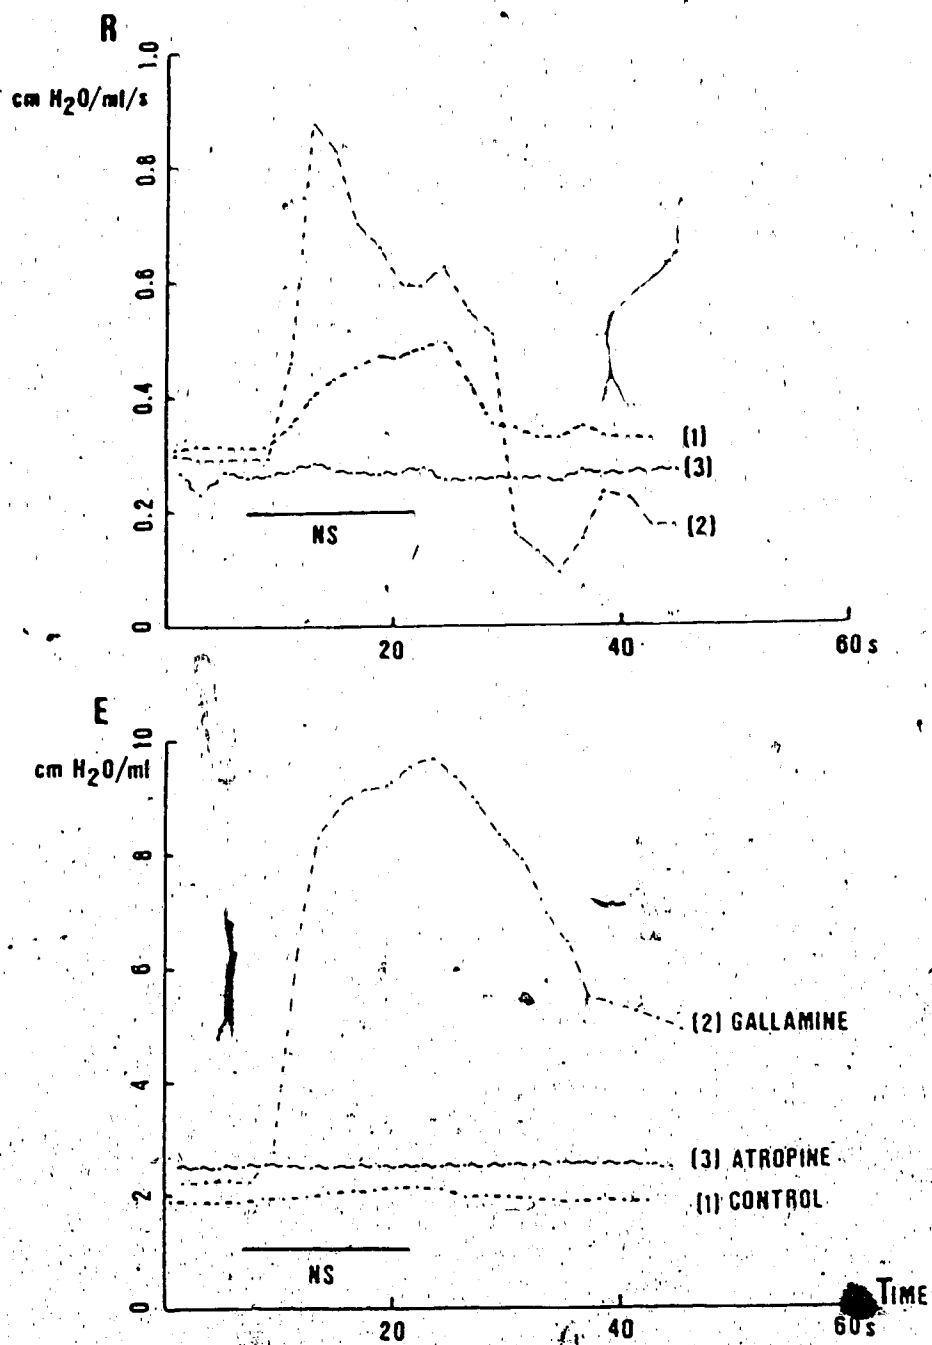 R
cm H2O/ml/s
1.0
0.8
0.6
0.4
0.2
0
(1)
(3)
(2)
NS
20
40
60 s
E
cm H2O/ml
10
8
6
4
2
0
(2) GALLAMINE
(3) ATROPINE
(1) CONTROL
NS
20
40
60 s
TIME